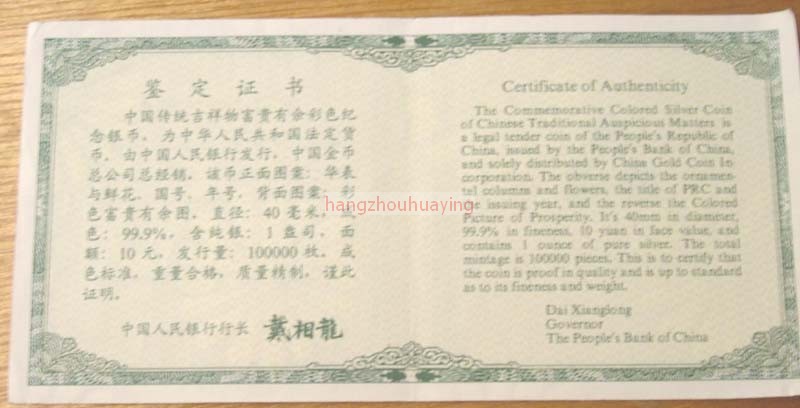 鉴定证书
中国传统吉祥物富贵有余彩色纪
念银币，为中华人民共和国法定货
币，由中国人民银行发行，中国金币
总公司总经销。该币正面图案：华表
与鲜花、国号、年号，背面图案：彩
色富贵有余图。直径：40毫米，成
色：99.9%，含纯银：1盎司，面
额：10元，发行量：100000枚。成
色标准，重量合格，质量精制，谨此
证明。
中国人民银行行长 戴相龍
Certificate of Authenticity
The Commemorative Colored Silver Coin
of Chinese Traditional Auspicious Matters is
a legal tender coin of the People's Republic of
China, issued by the People's Bank of China,
and solely distributed by China Gold Coin In
corporation. The obverse depicts the ornamen
tal columns and flowers, the title of PRC and
the issuing year, and the reverse the Colored
Picture of Prosperity. It's 40mm in diameter,
99.9% in fineness, 10 yuan in face value, and
contains 1 ounce of pure silver. The total
mintage is 100000 pieces. This is to certify that
the coin is proof in quality and is up to standard
as to its fineness and weight.
Dai Xianglong
Governor
The People's Bank of China
hangzhouhuaying